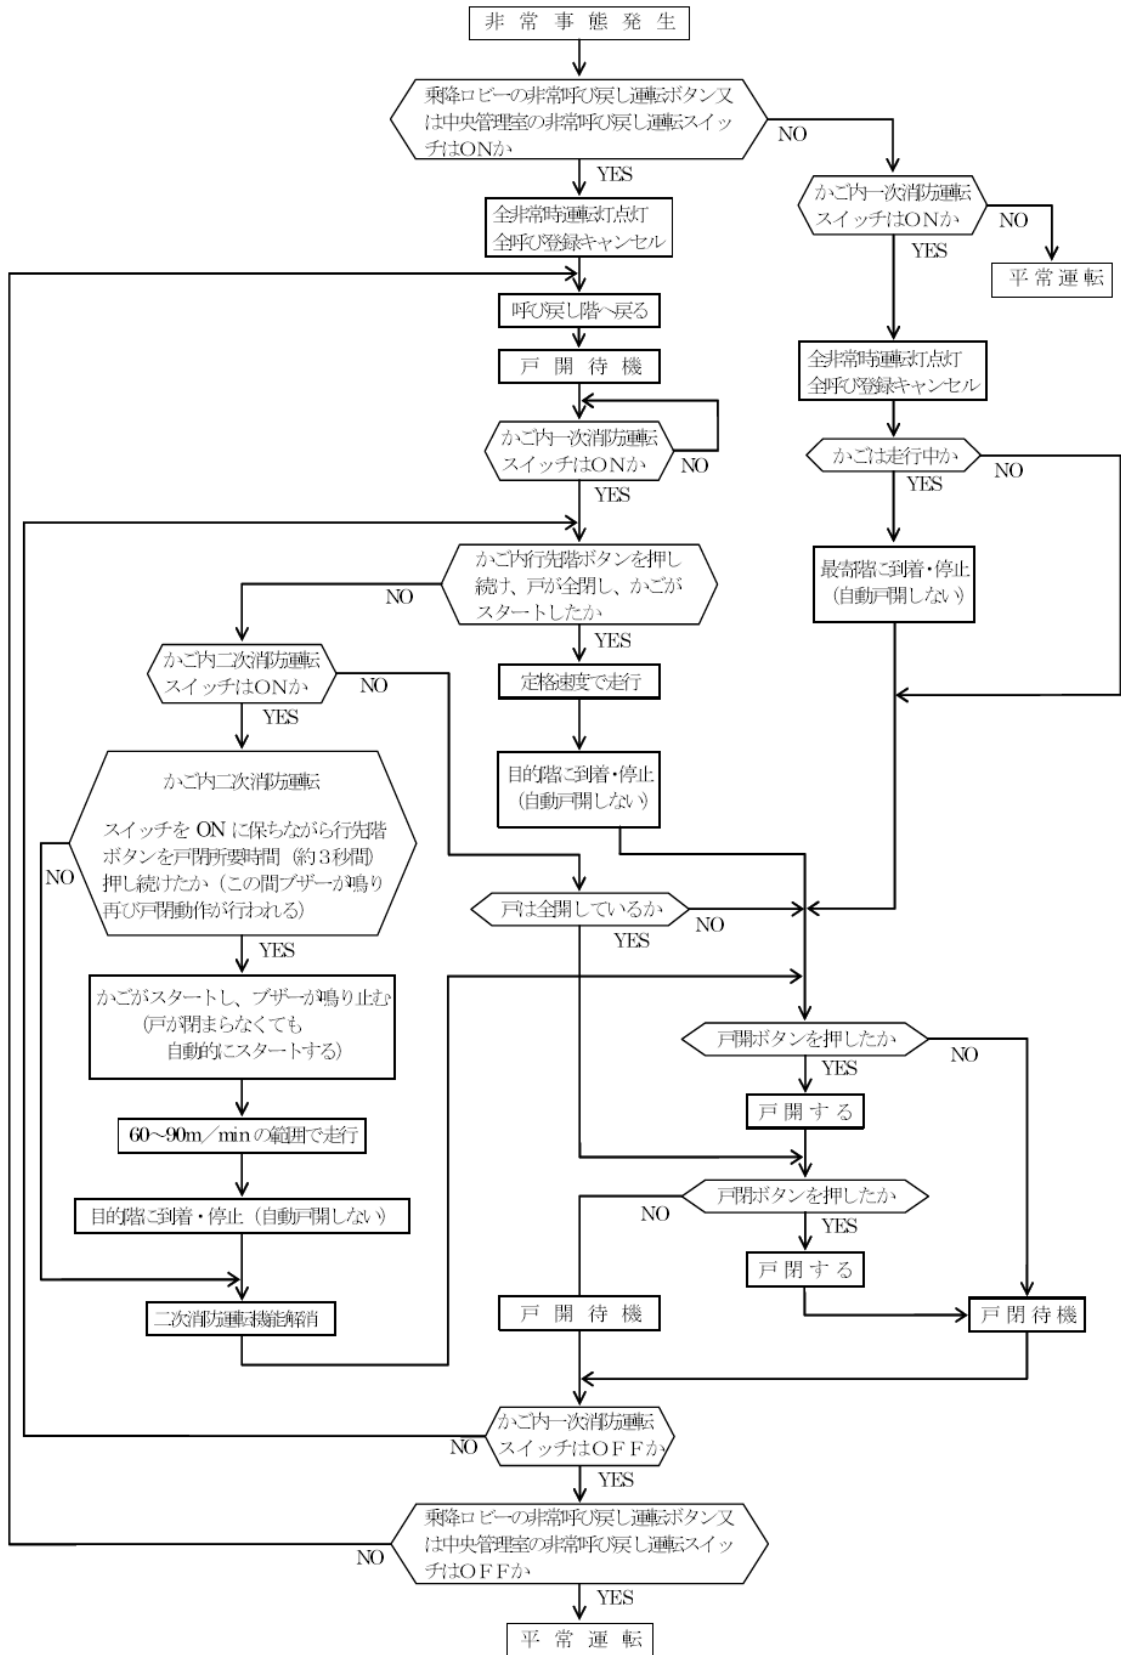 非常事態発生
乗降ロビーの非常呼び戻し運転ボタン又
は中央管理室の非常呼び戻し運転スイッ
チはONか
NO
YES
かご内一次消防運転
スイッチはONか
NO
YES
平常運転
全非常時運転灯点灯
全呼び登録キャンセル
呼び戻し階へ戻る
戸開待機
全非常時運転灯点灯
全呼び登録キャンセル
かご内一次消防運転
スイッチはONか
NO
YES
かごは走行中か
NO
YES
かご内行先階ボタンを押し
続け、戸が全閉し、かごが
スタートしたか
NO
YES
最寄階に到着・停止
(自動戸開しない)
かご内二次消防運転
スイッチはONか
NO
YES
定格速度で走行
目的階に到着・停止
(自動戸開しない)
かご内二次消防運転
スイッチを ON に保ちながら行先階
ボタンを戸閉所要時間(約3秒間)
押し続けたか(この間ブザーが鳴り
再び戸閉動作が行われる)
NO
YES
戸は全開しているか
NO
YES
かごがスタートし、ブザーが鳴り止む
(戸が閉まらなくても
自動的にスタートする)
戸開ボタンを押したか
NO
YES
戸開する
60~90m/min の範囲で走行
戸閉ボタンを押したか
NO
YES
目的階に到着・停止(自動戸開しない)
戸閉する
二次消防運転機能解消
戸開待機
戸閉待機
かご内一次消防運転
スイッチはOFFか
NO
YES
乗降ロビーの非常呼び戻し運転ボタン又
は中央管理室の非常呼び戻し運転スイッ
チはOFFか
NO
YES
平常運転